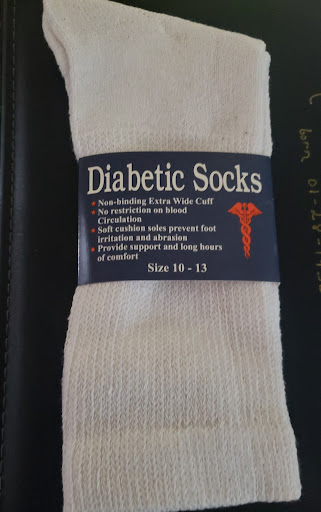 Diabetic Socks
Non-binding Extra Wide Cuff
No restriction on blood
Circulation
Soft cushion soles prevent foot
irritation and abrasion
Provide support and long hours
of comfort
Size 10 - 13
born